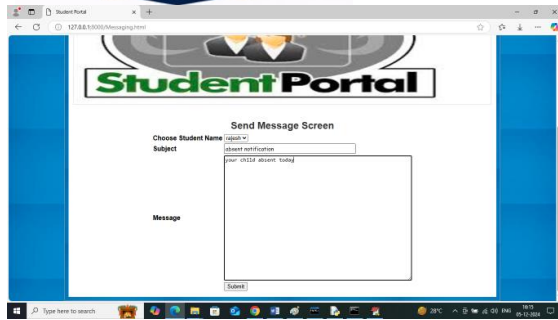 Student Portal
127.0.0.1:8000/Messaging.html
Student Portal
Send Message Screen
Choose Student Name rajesh
Subject absent notification
your child absent today
Message
Submit
Type here to search
28°C
ENG
16:15
05-12-2024